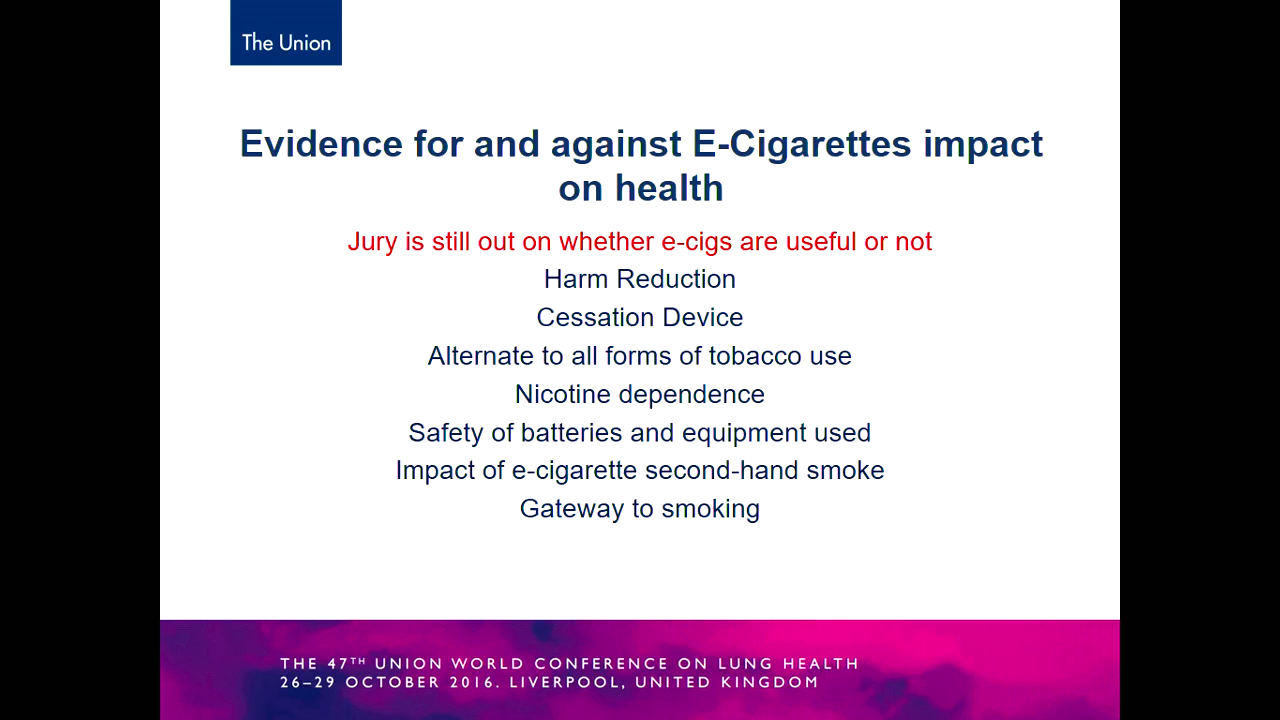 The Union
Evidence for and against E-Cigarettes impact
on health
Jury is still out on whether e-cigs are useful or not
Harm Reduction
Cessation Device
Alternate to all forms of tobacco use
Nicotine dependence
Safety of batteries and equipment used
Impact of e-cigarette second-hand smoke
Gateway to smoking
THE 47TH UNION WORLD CONFERENCE ON LUNG HEALTH
26–29 OCTOBER 2016. LIVERPOOL, UNITED KINGDOM